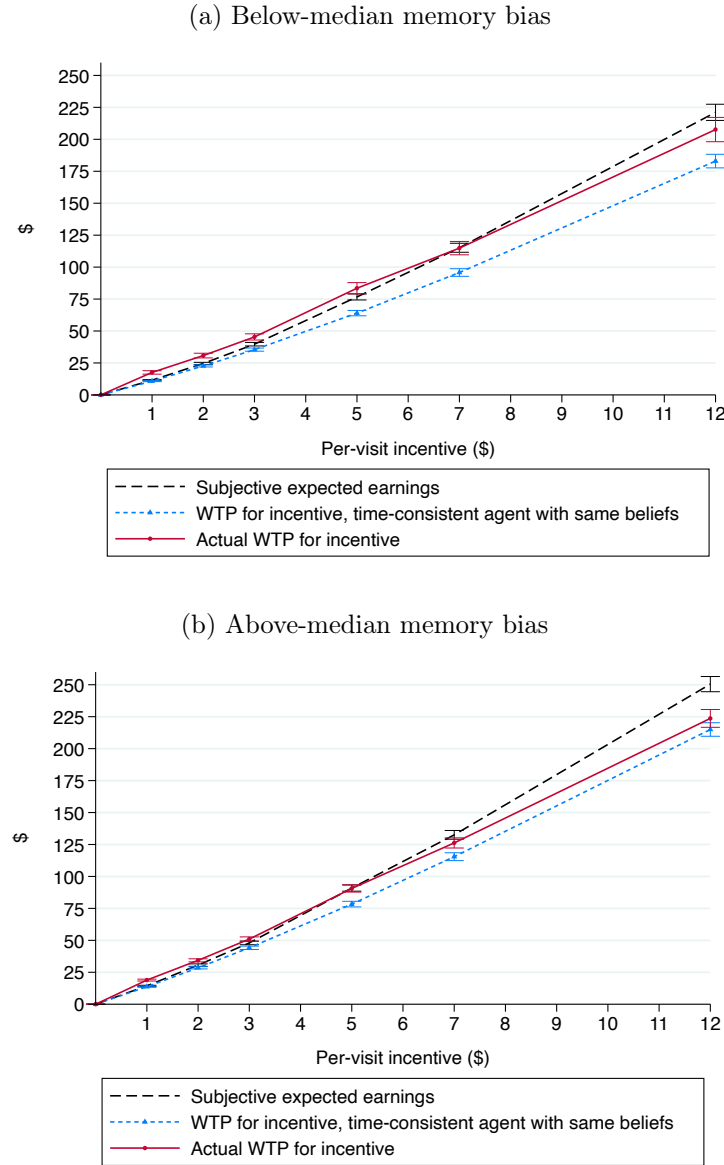 (a) Below-median memory bias
250
225
200
175
150
125
100
75
50
25
0
$
1 2 3 4 5 6 7 8 9 10 11 12
Per-visit incentive ($)
Subjective expected earnings
WTP for incentive, time-consistent agent with same beliefs
Actual WTP for incentive
(b) Above-median memory bias
250
225
200
175
150
125
100
75
50
25
0
$
1 2 3 4 5 6 7 8 9 10 11 12
Per-visit incentive ($)
Subjective expected earnings
WTP for incentive, time-consistent agent with same beliefs
Actual WTP for incentive